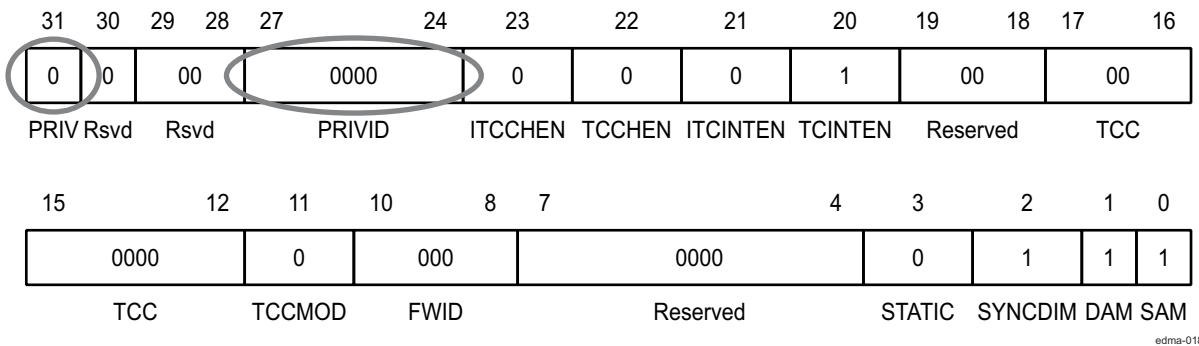 31 30 29 28 27 24 23 22 21 20 19 18 17 16
0 0 00 0000 0 0 0 1 00 00
PRIV Rsvd Rsvd PRIVID ITCCHEN TCCHEN ITCINTEN TCINTEN Reserved TCC
15 12 11 10 8 7 4 3 2 1 0
0000 0 000 0000 0 1 1 1
TCC TCCMOD FWID Reserved STATIC SYNCDIM DAM SAM